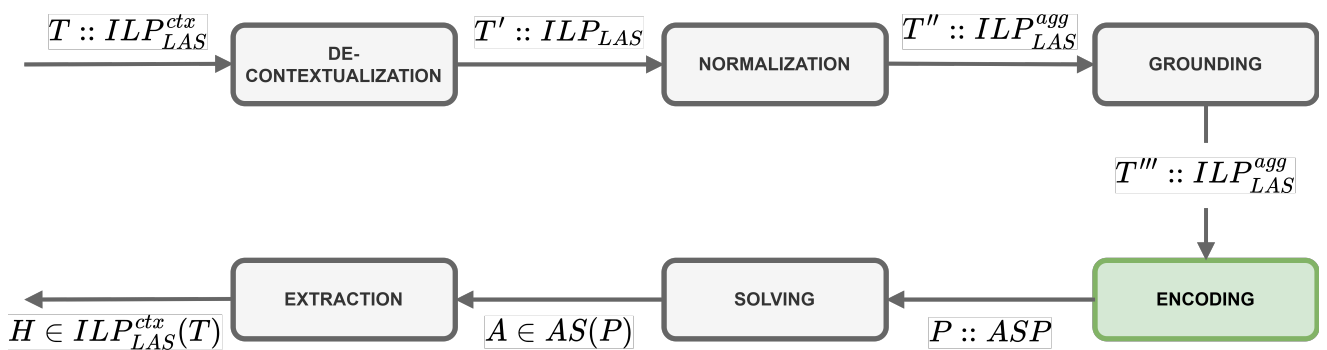 T :: ILP^{ctx}_{LAS}
DE-
CONTEXTUALIZATION
T′ :: ILP_{LAS}
NORMALIZATION
T″ :: ILP^{agg}_{LAS}
GROUNDING
T‴ :: ILP^{agg}_{LAS}
ENCODING
P :: ASP
SOLVING
A ∈ AS(P)
EXTRACTION
H ∈ ILP^{ctx}_{LAS}(T)